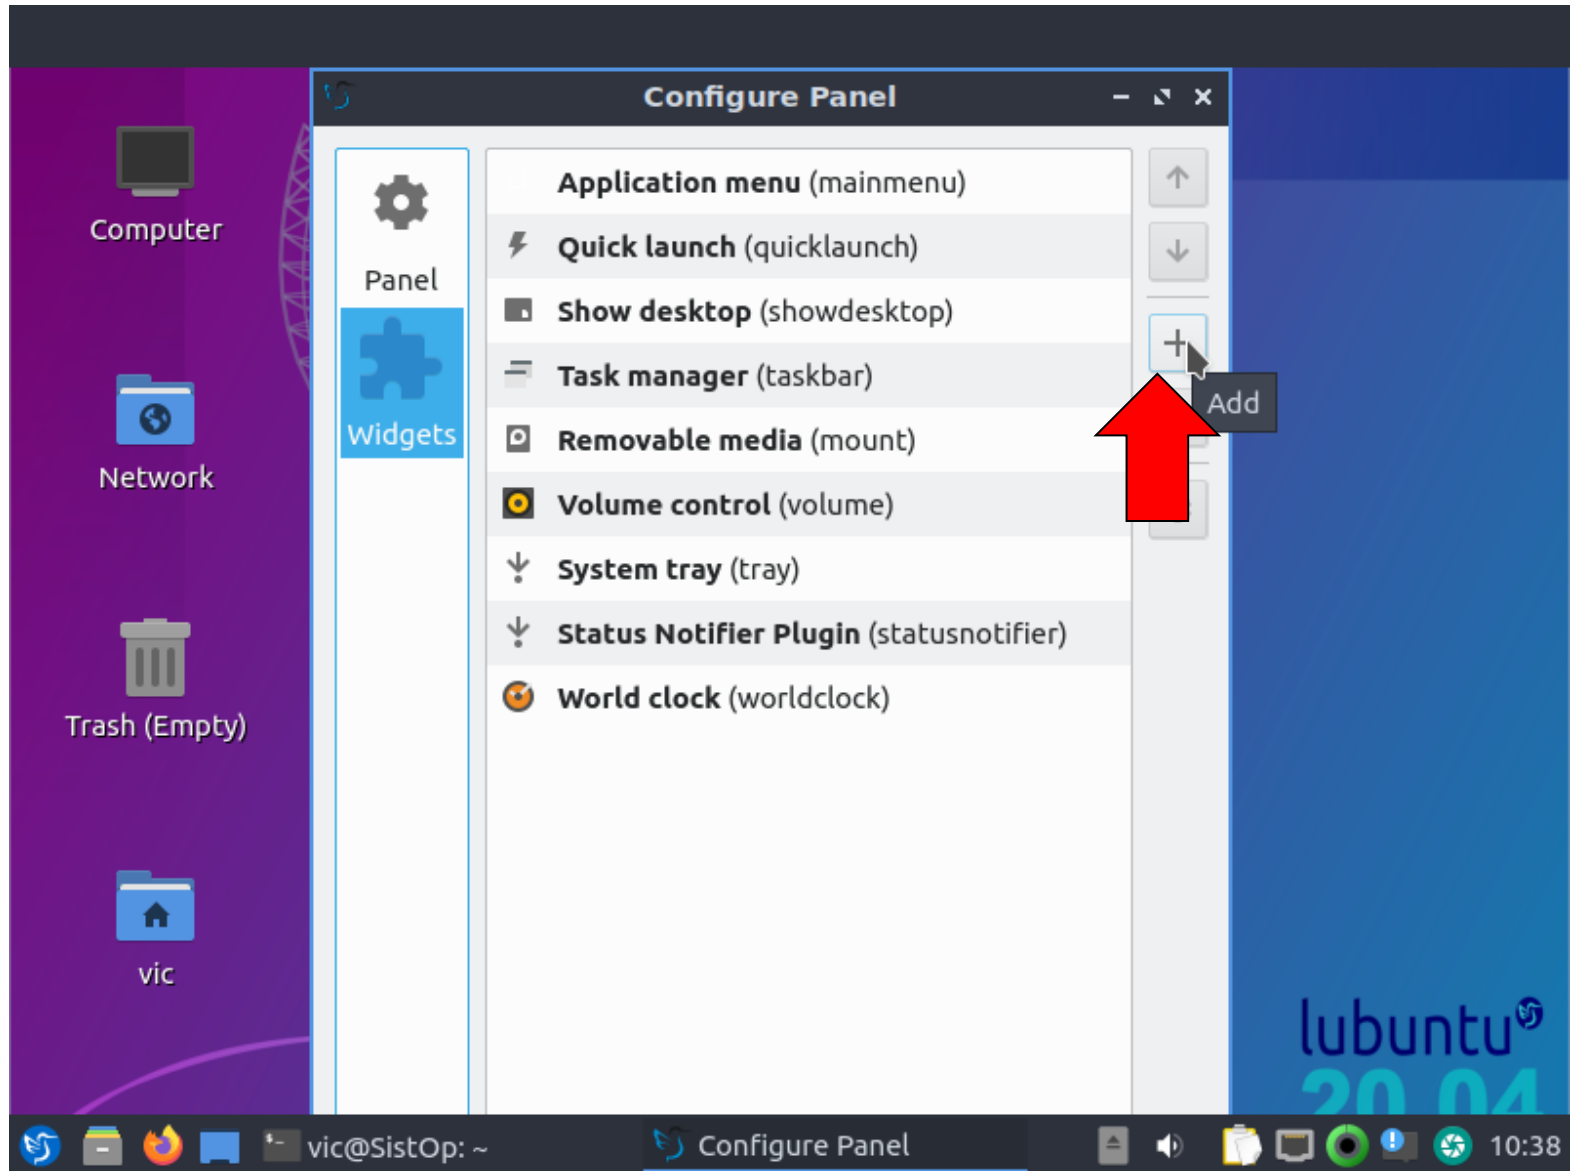 Configure Panel
Computer
Network
Trash (Empty)
vic
Panel
Widgets
Application menu (mainmenu)
Quick launch (quicklaunch)
Show desktop (showdesktop)
Task manager (taskbar)
Removable media (mount)
Volume control (volume)
System tray (tray)
Status Notifier Plugin (statusnotifier)
World clock (worldclock)
Add
lubuntu
20.04
vic@SistOp: ~
Configure Panel
10:38